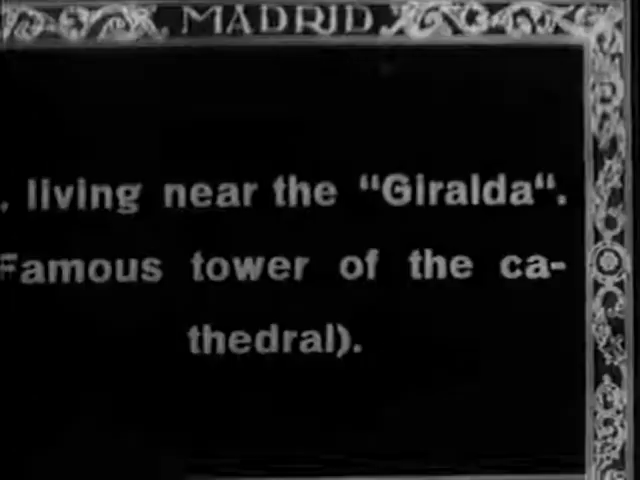 MADRID
, living near the “Giralda“.
Famous tower of the ca-
thedral).